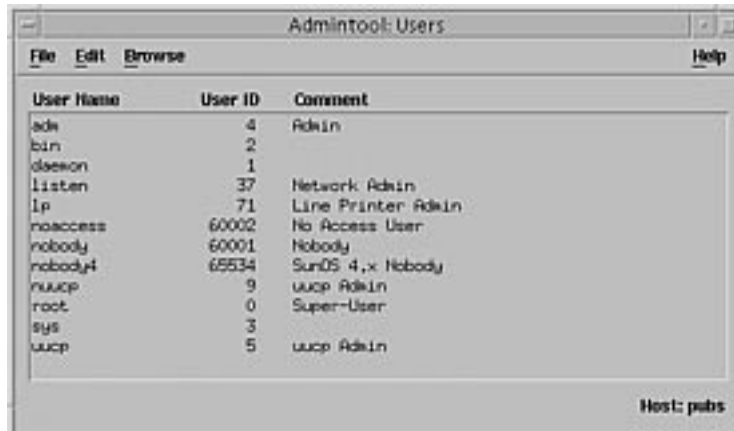 Admintool: Users
File Edit Browse Help
User Name User ID Comment
adm 4 Admin
bin 2
daemon 1
listen 37 Network Admin
lp 71 Line Printer Admin
noaccess 60002 No Access User
nobody 60001 Nobody
nobody4 65534 SunOS 4.x Nobody
nuucp 9 uucp Admin
root 0 Super-User
sys 3
uucp 5 uucp Admin
Host: pubs